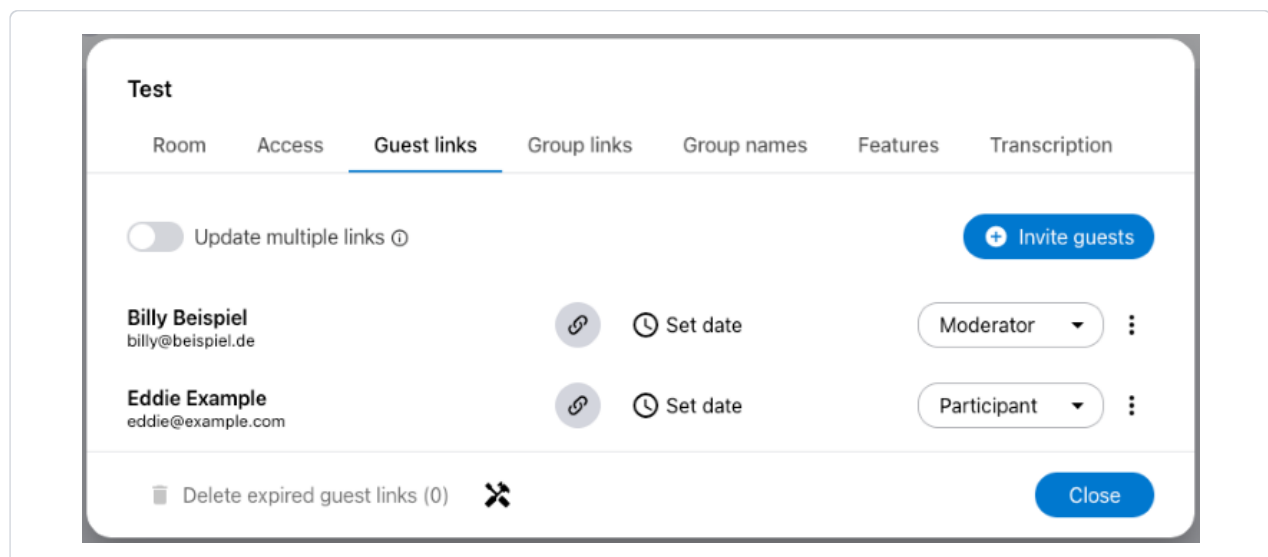 Test
Room Access Guest links Group links Group names Features Transcription
Update multiple links Invite guests
Billy Beispiel
billy@beispiel.de
Set date Moderator
Eddie Example
eddie@example.com
Set date Participant
Delete expired guest links (0) Close